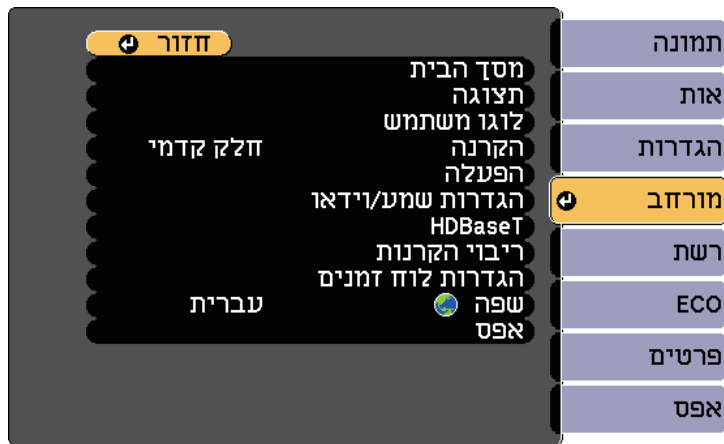 תמונה
אות
הגדרות
מורחב
רשת
ECO
פרטים
אפס
חזור
מסך הבית
תצוגה
לוגו משתמש
הקרנה חלק קדמי
הפעלה
הגדרות שמע/וידאו
HDBaseT
ריבוי הקרנות
הגדרות לוח זמנים
שפה עברית
אפס